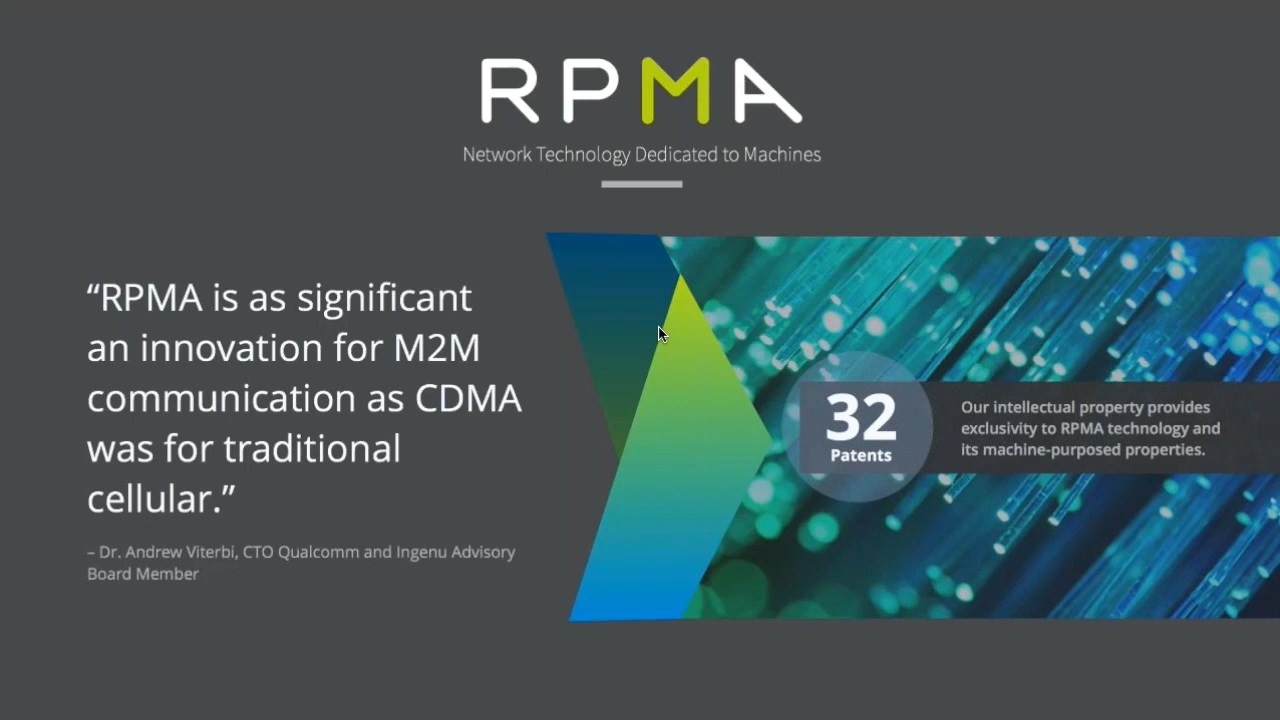 RPMA
Network Technology Dedicated to Machines
“RPMA is as significant
an innovation for M2M
communication as CDMA
was for traditional
cellular.”
– Dr. Andrew Viterbi, CTO Qualcomm and Ingenu Advisory
Board Member
32
Patents
Our intellectual property provides
exclusivity to RPMA technology and
its machine-purposed properties.